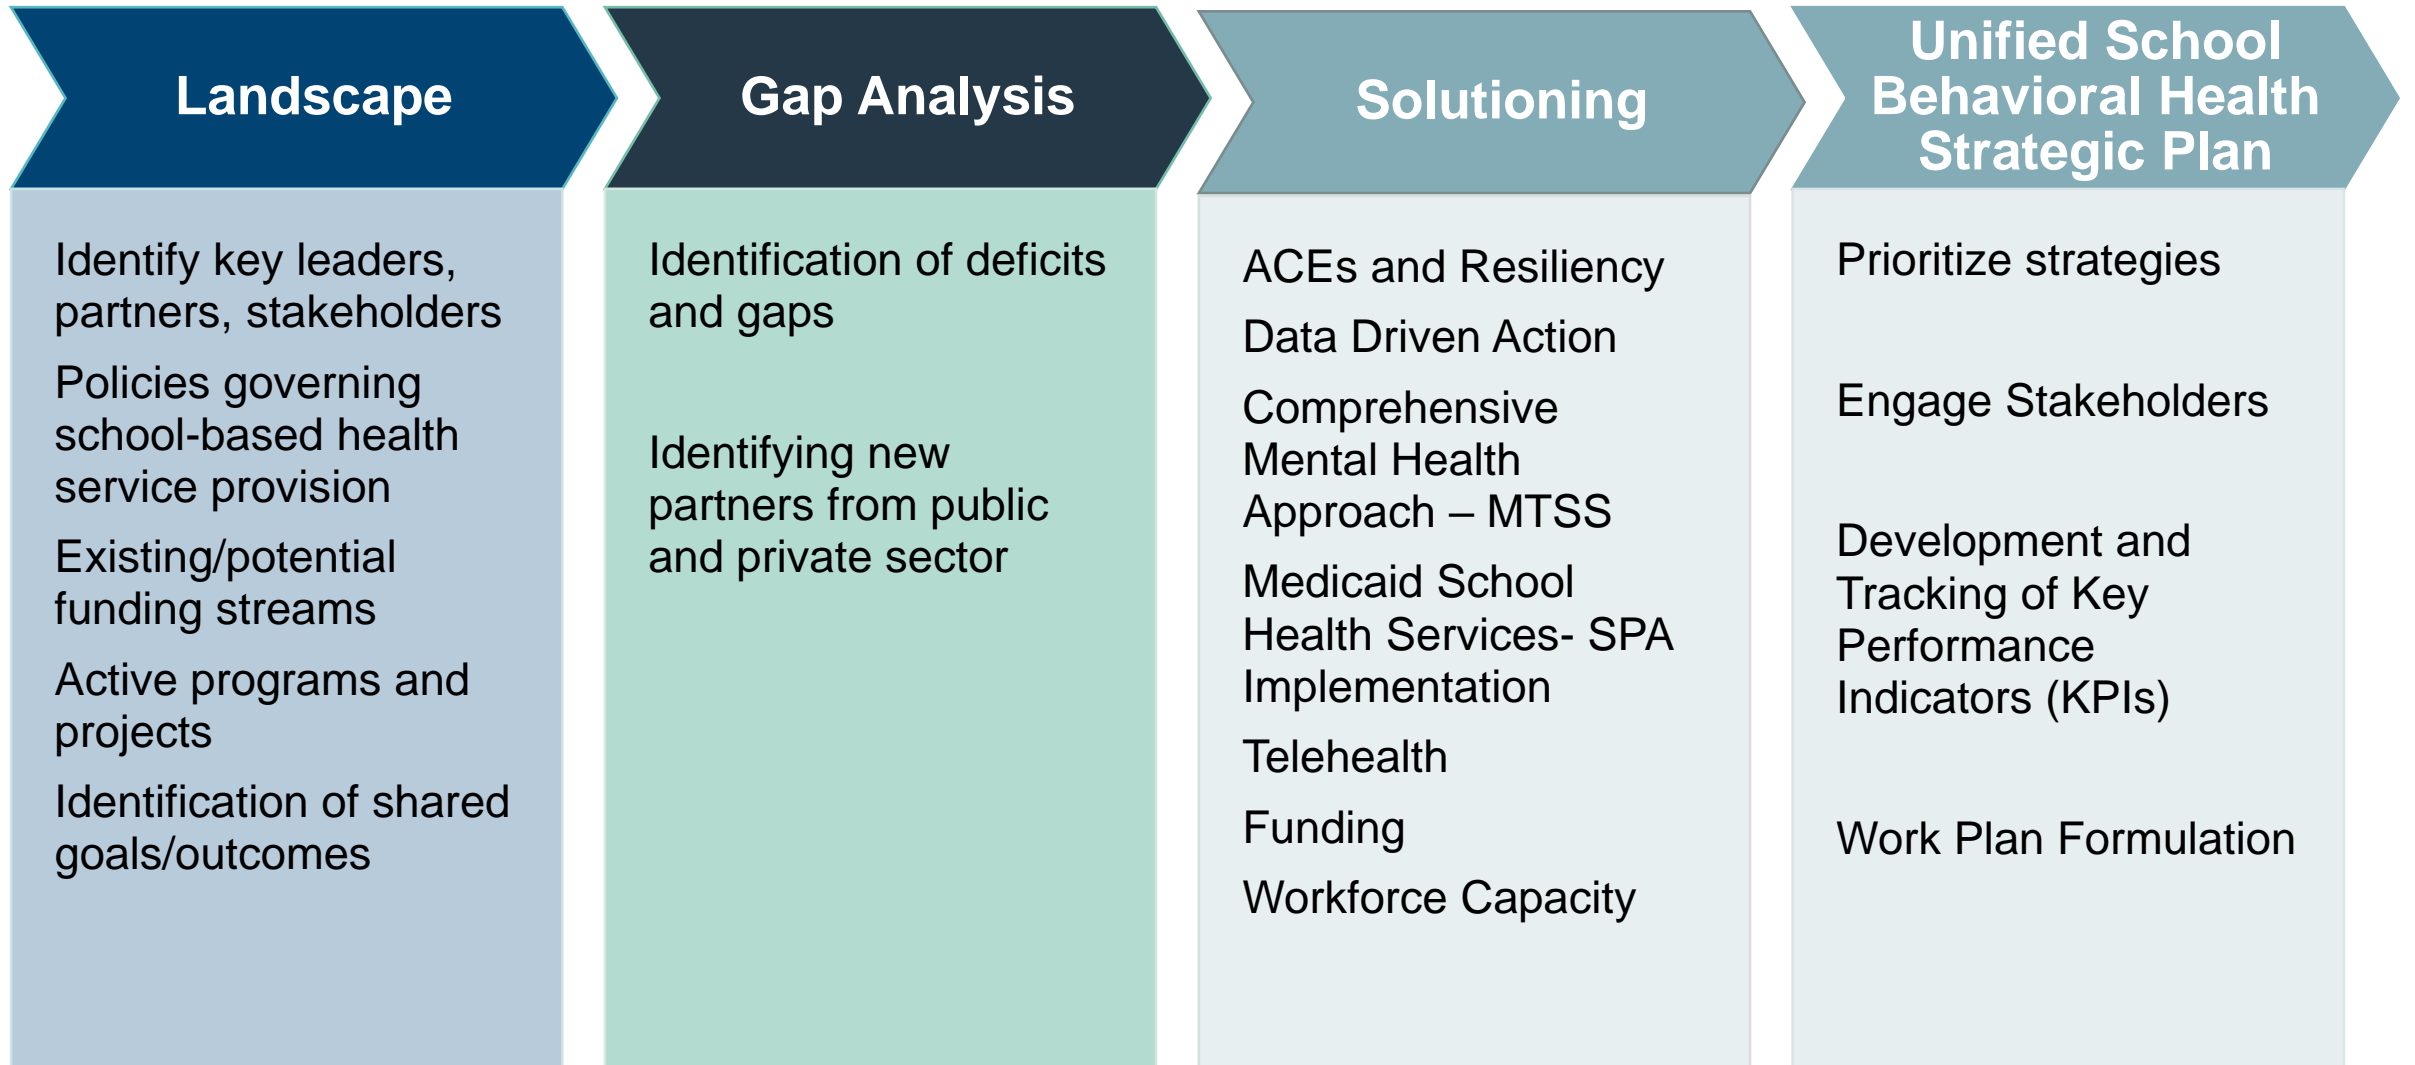 Landscape
Identify key leaders,
partners, stakeholders
Policies governing
school-based health
service provision
Existing/potential
funding streams
Active programs and
projects
Identification of shared
goals/outcomes
Gap Analysis
Identification of deficits
and gaps
Identifying new
partners from public
and private sector
Solutioning
ACEs and Resiliency
Data Driven Action
Comprehensive
Mental Health
Approach – MTSS
Medicaid School
Health Services- SPA
Implementation
Telehealth
Funding
Workforce Capacity
Unified School
Behavioral Health
Strategic Plan
Prioritize strategies
Engage Stakeholders
Development and
Tracking of Key
Performance
Indicators (KPIs)
Work Plan Formulation